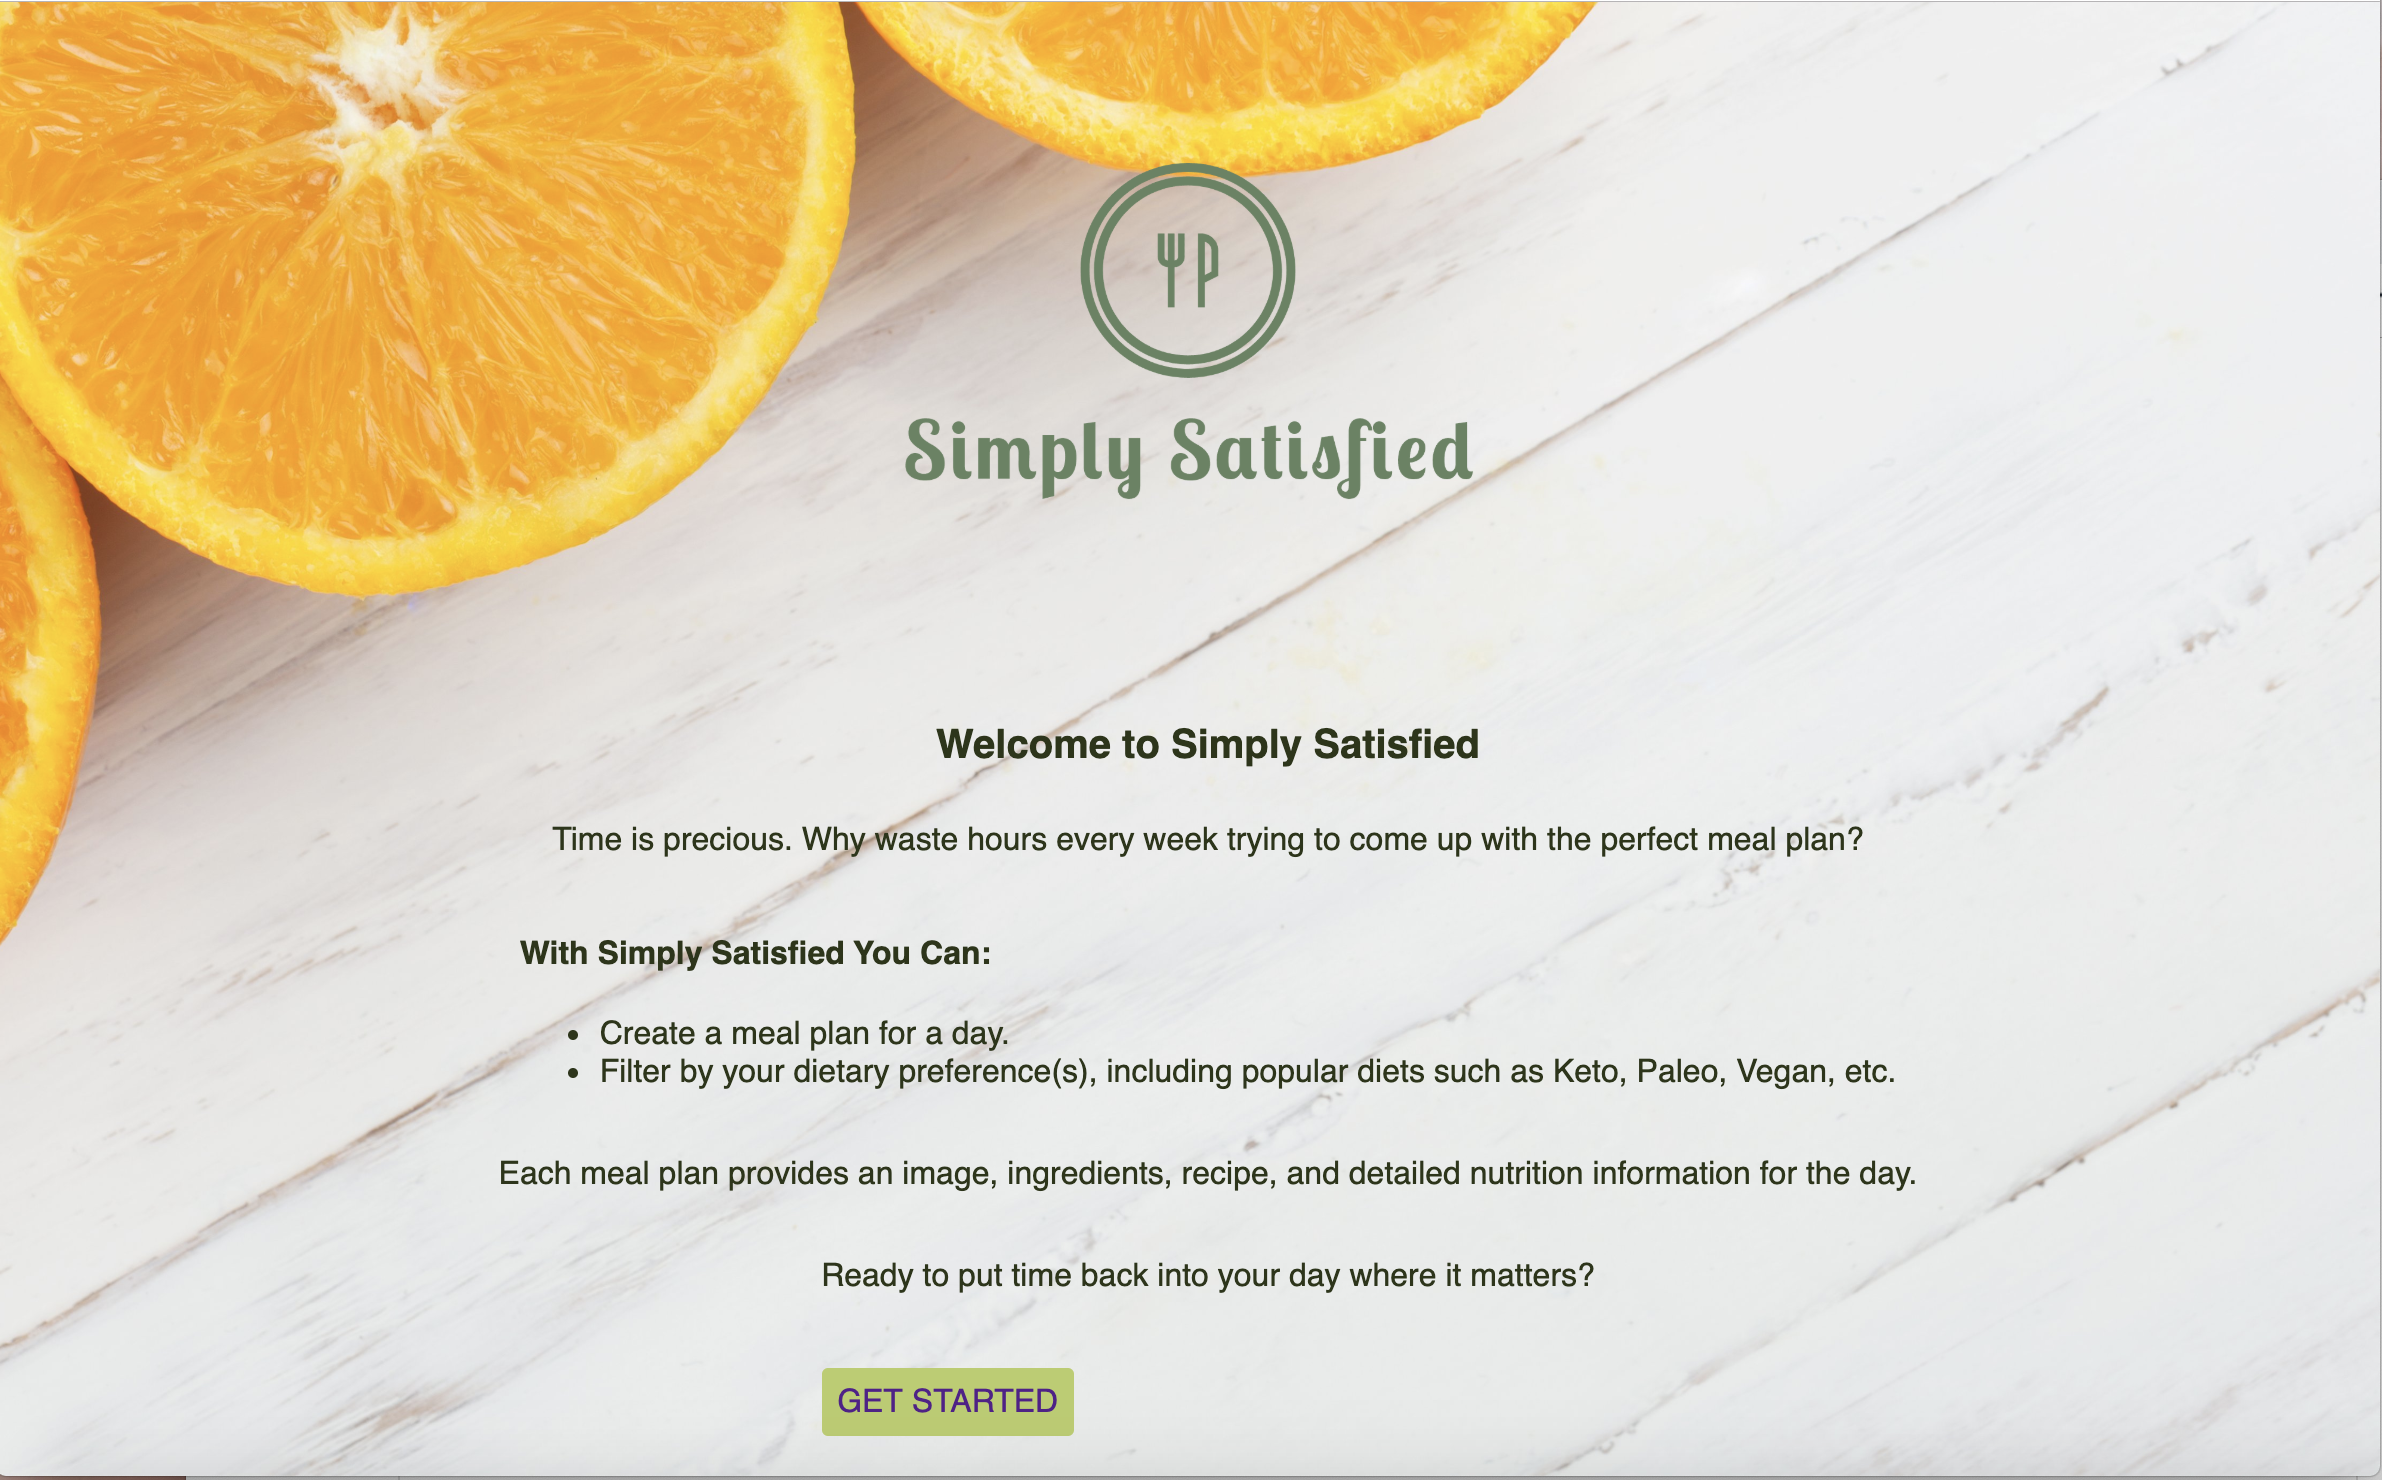 Simply Satisfied
Welcome to Simply Satisfied
Time is precious. Why waste hours every week trying to come up with the perfect meal plan?
With Simply Satisfied You Can:
• Create a meal plan for a day.
• Filter by your dietary preference(s), including popular diets such as Keto, Paleo, Vegan, etc.
Each meal plan provides an image, ingredients, recipe, and detailed nutrition information for the day.
Ready to put time back into your day where it matters?
GET STARTED